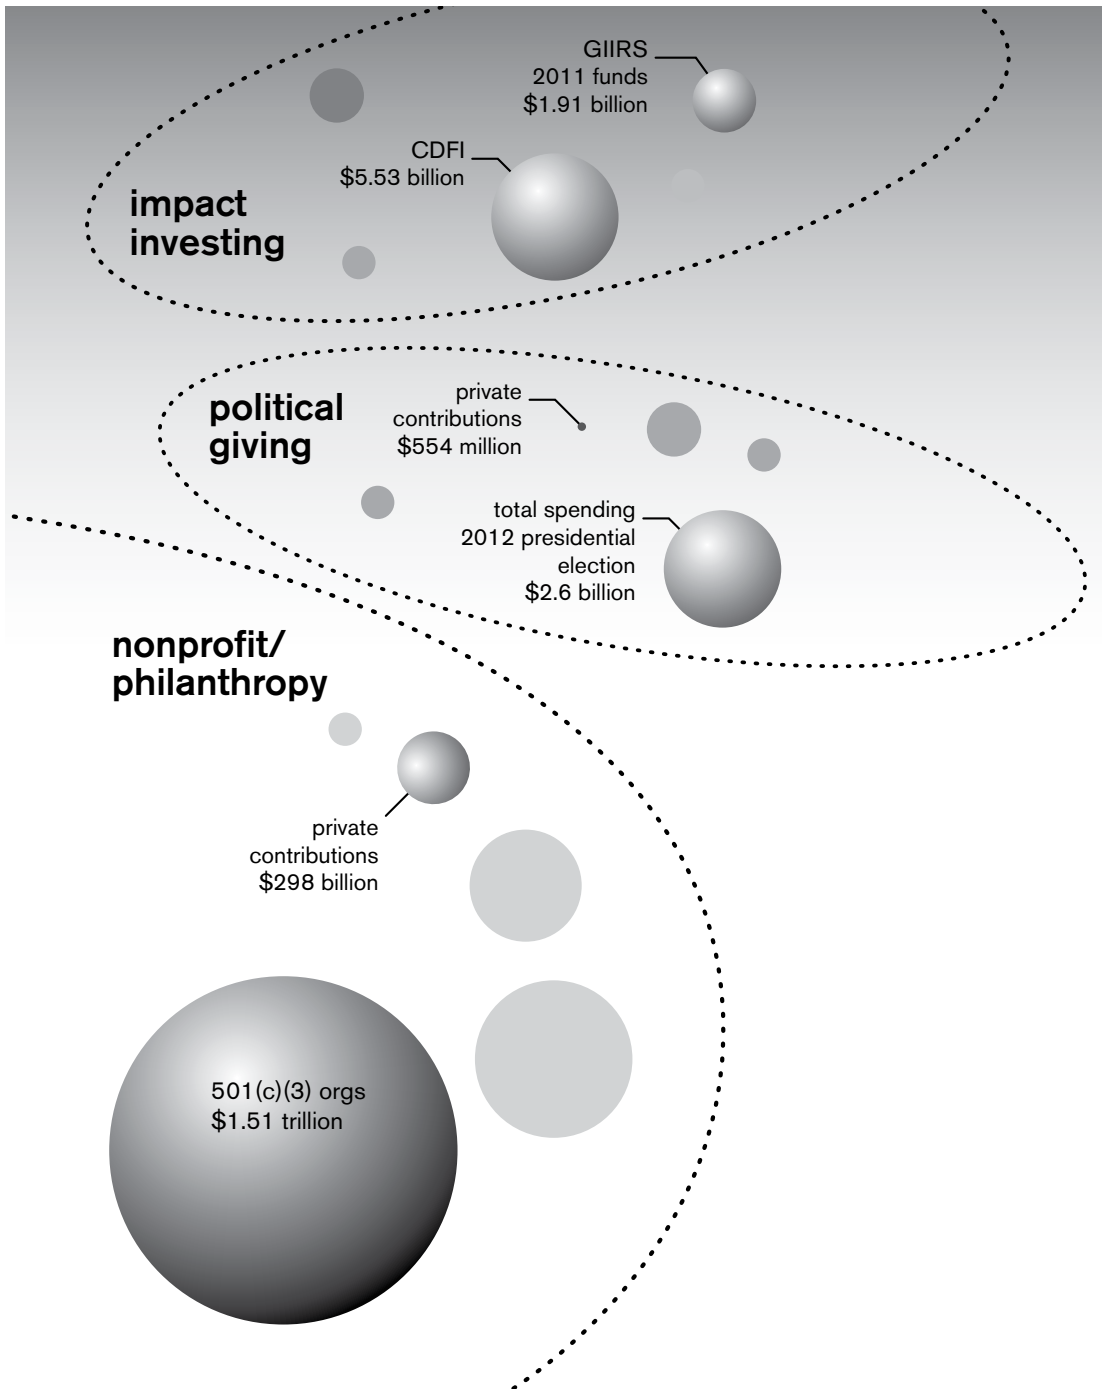 GIIRS
2011 funds
$1.91 billion
CDFI
$5.53 billion
impact
investing
political
giving
private
contributions
$554 million
total spending
2012 presidential
election
$2.6 billion
nonprofit/
philanthropy
private
contributions
$298 billion
501(c)(3) orgs
$1.51 trillion